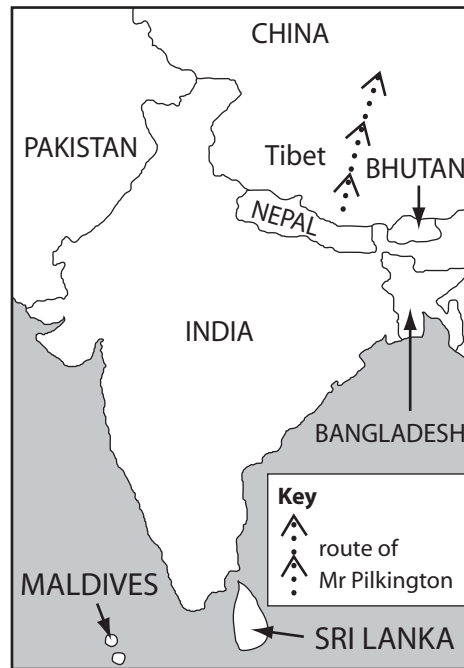 CHINA
PAKISTAN
Tibet
BHUTAN
NEPAL
INDIA
BANGLADESH
Key
route of
Mr Pilkington
MALDIVES
SRI LANKA